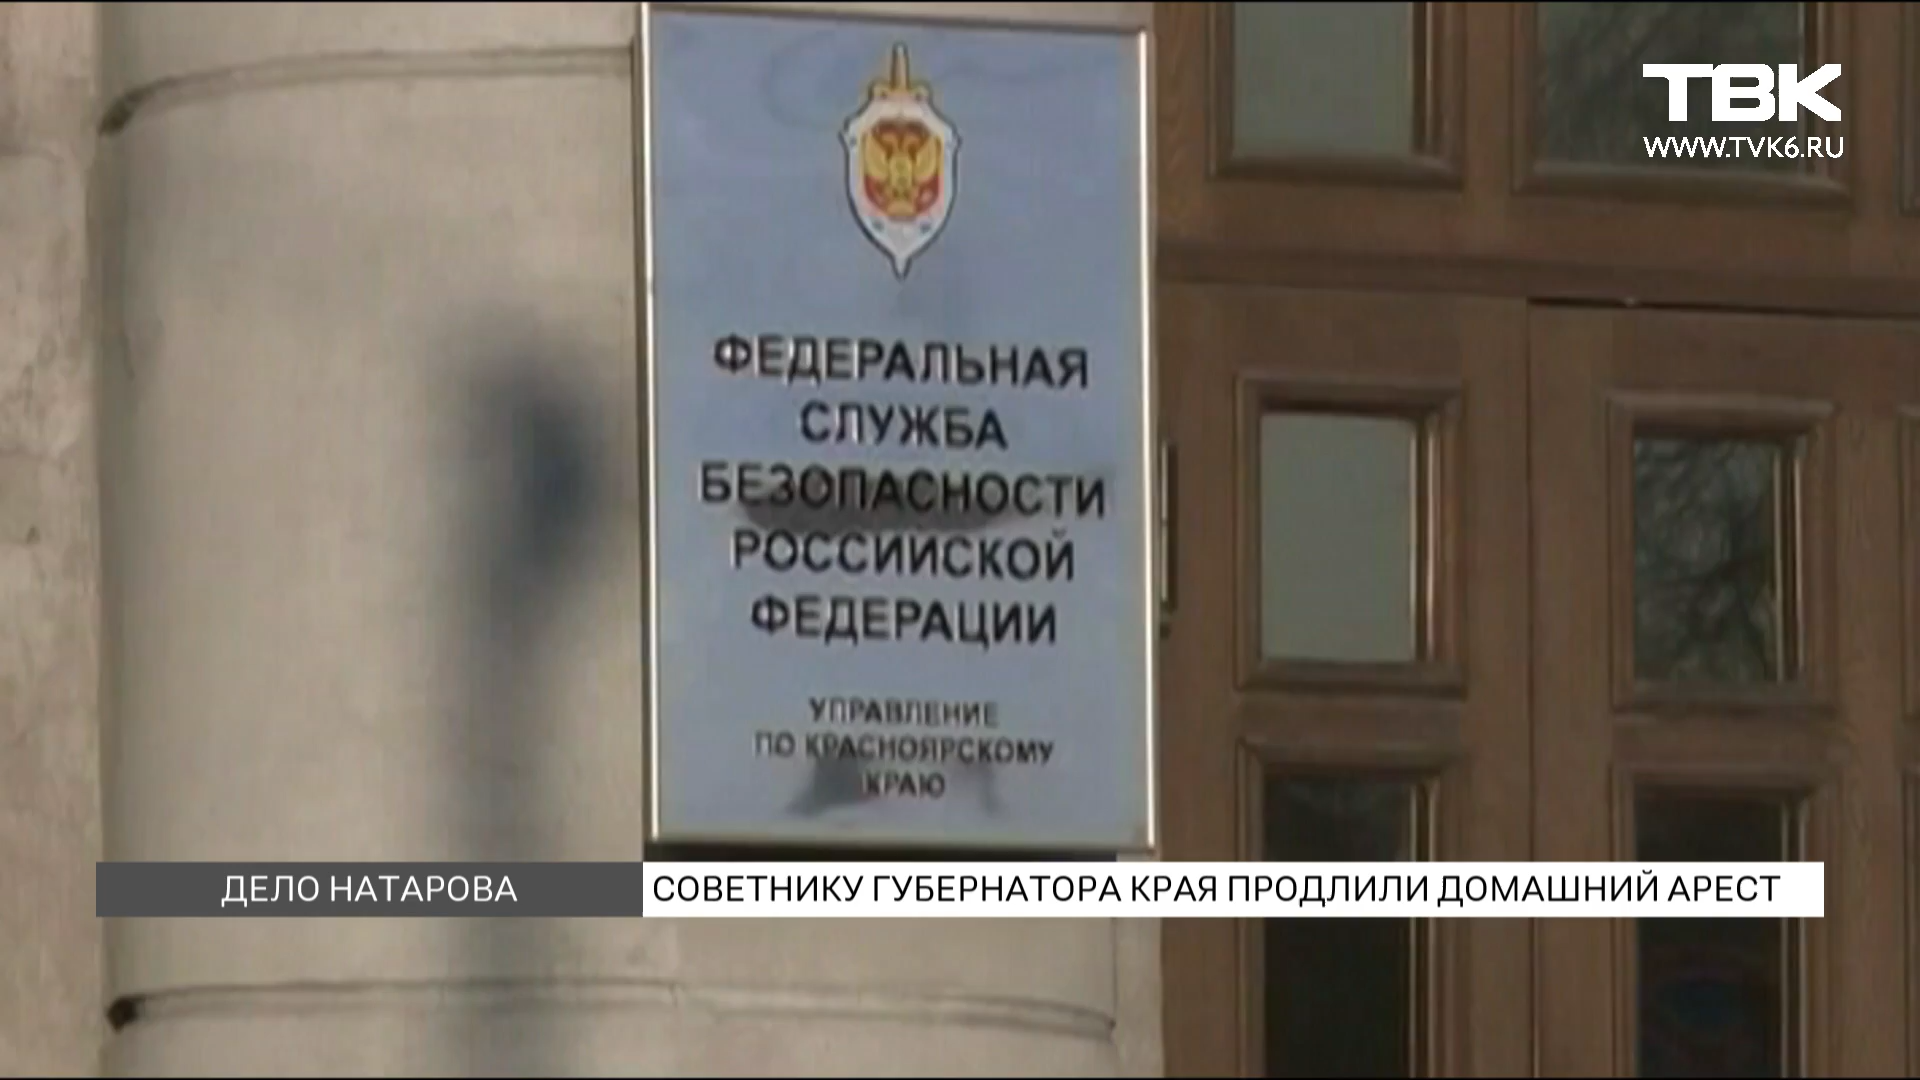 ТВК
WWW.TVK6.RU
ФЕДЕРАЛЬНАЯ
СЛУЖБА
БЕЗОПАСНОСТИ
РОССИЙСКОЙ
ФЕДЕРАЦИИ
УПРАВЛЕНИЕ
ПО КРАСНОЯРСКОМУ
КРАЮ
ДЕЛО НАТАРОВА
СОВЕТНИКУ ГУБЕРНАТОРА КРАЯ ПРОДЛИЛИ ДОМАШНИЙ АРЕСТ